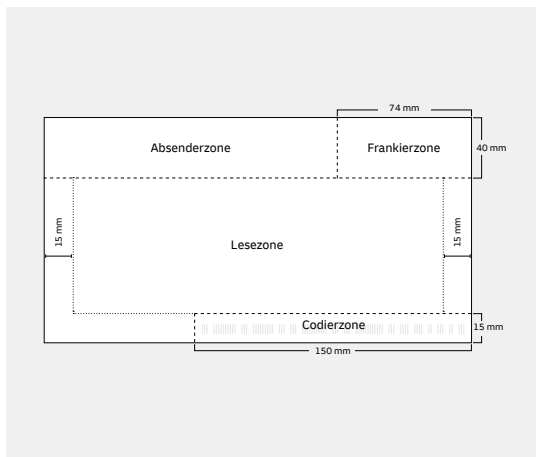 74 mm
Absenderzone
Frankierzone
40 mm
15 mm
15 mm
Lesezone
Codierzone
15 mm
150 mm